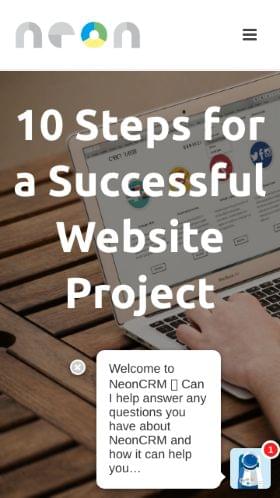 neon
10 Steps for
a Successful
Website
Project
Welcome to
NeonCRM ▯ Can
I help answer any
questions you
have about
NeonCRM and
how it can help
you...
1